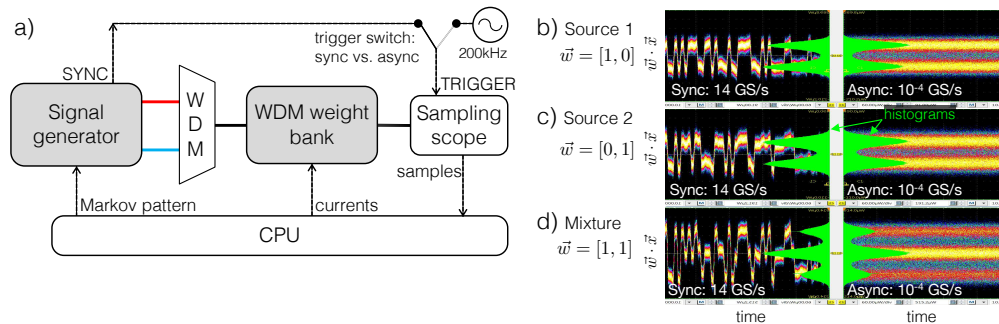 a)
trigger switch:
sync vs. async
200kHz
SYNC
TRIGGER
Signal
generator
W
D
M
WDM weight
bank
Sampling
scope
samples
Markov pattern
currents
CPU
b) Source 1
w⃗ = [1, 0]
w⃗ · x⃗
Sync: 14 GS/s
Async: 10⁻⁴ GS/s
c) Source 2
w⃗ = [0, 1]
w⃗ · x⃗
histograms
Sync: 14 GS/s
Async: 10⁻⁴ GS/s
d) Mixture
w⃗ = [1, 1]
w⃗ · x⃗
Sync: 14 GS/s
Async: 10⁻⁴ GS/s
time
time